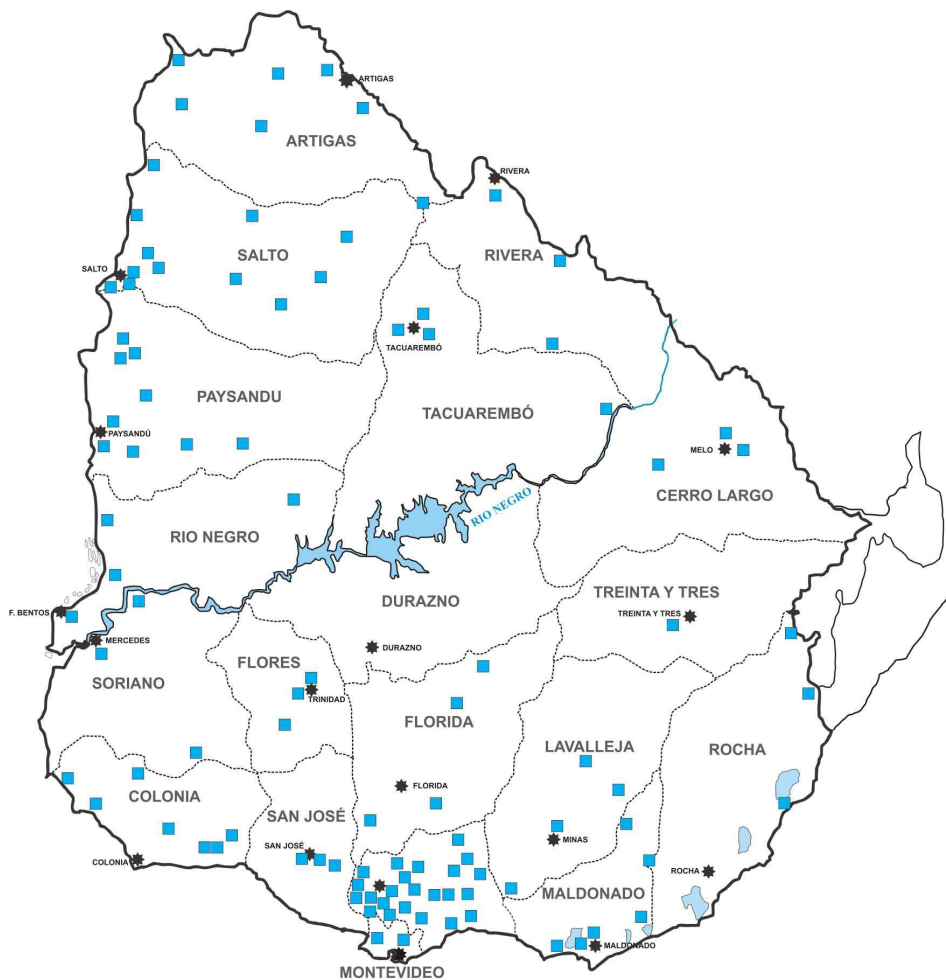 ARTIGAS
ARTIGAS
RIVERA
SALTO
RIVERA
SALTO
TACUAREMBÓ
PAYSANDU
TACUAREMBÓ
PAYSANDÚ
MELO
CERRO LARGO
RIO NEGRO
RIO NEGRO
TREINTA Y TRES
DURAZNO
F. BENTOS
TREINTA Y TRES
MERCEDES
DURAZNO
FLORES
SORIANO
TRINIDAD
FLORIDA
LAVALLEJA
ROCHA
FLORIDA
COLONIA
SAN JOSÉ
MINAS
SAN JOSÉ
COLONIA
ROCHA
MALDONADO
MALDONADO
MONTEVIDEO